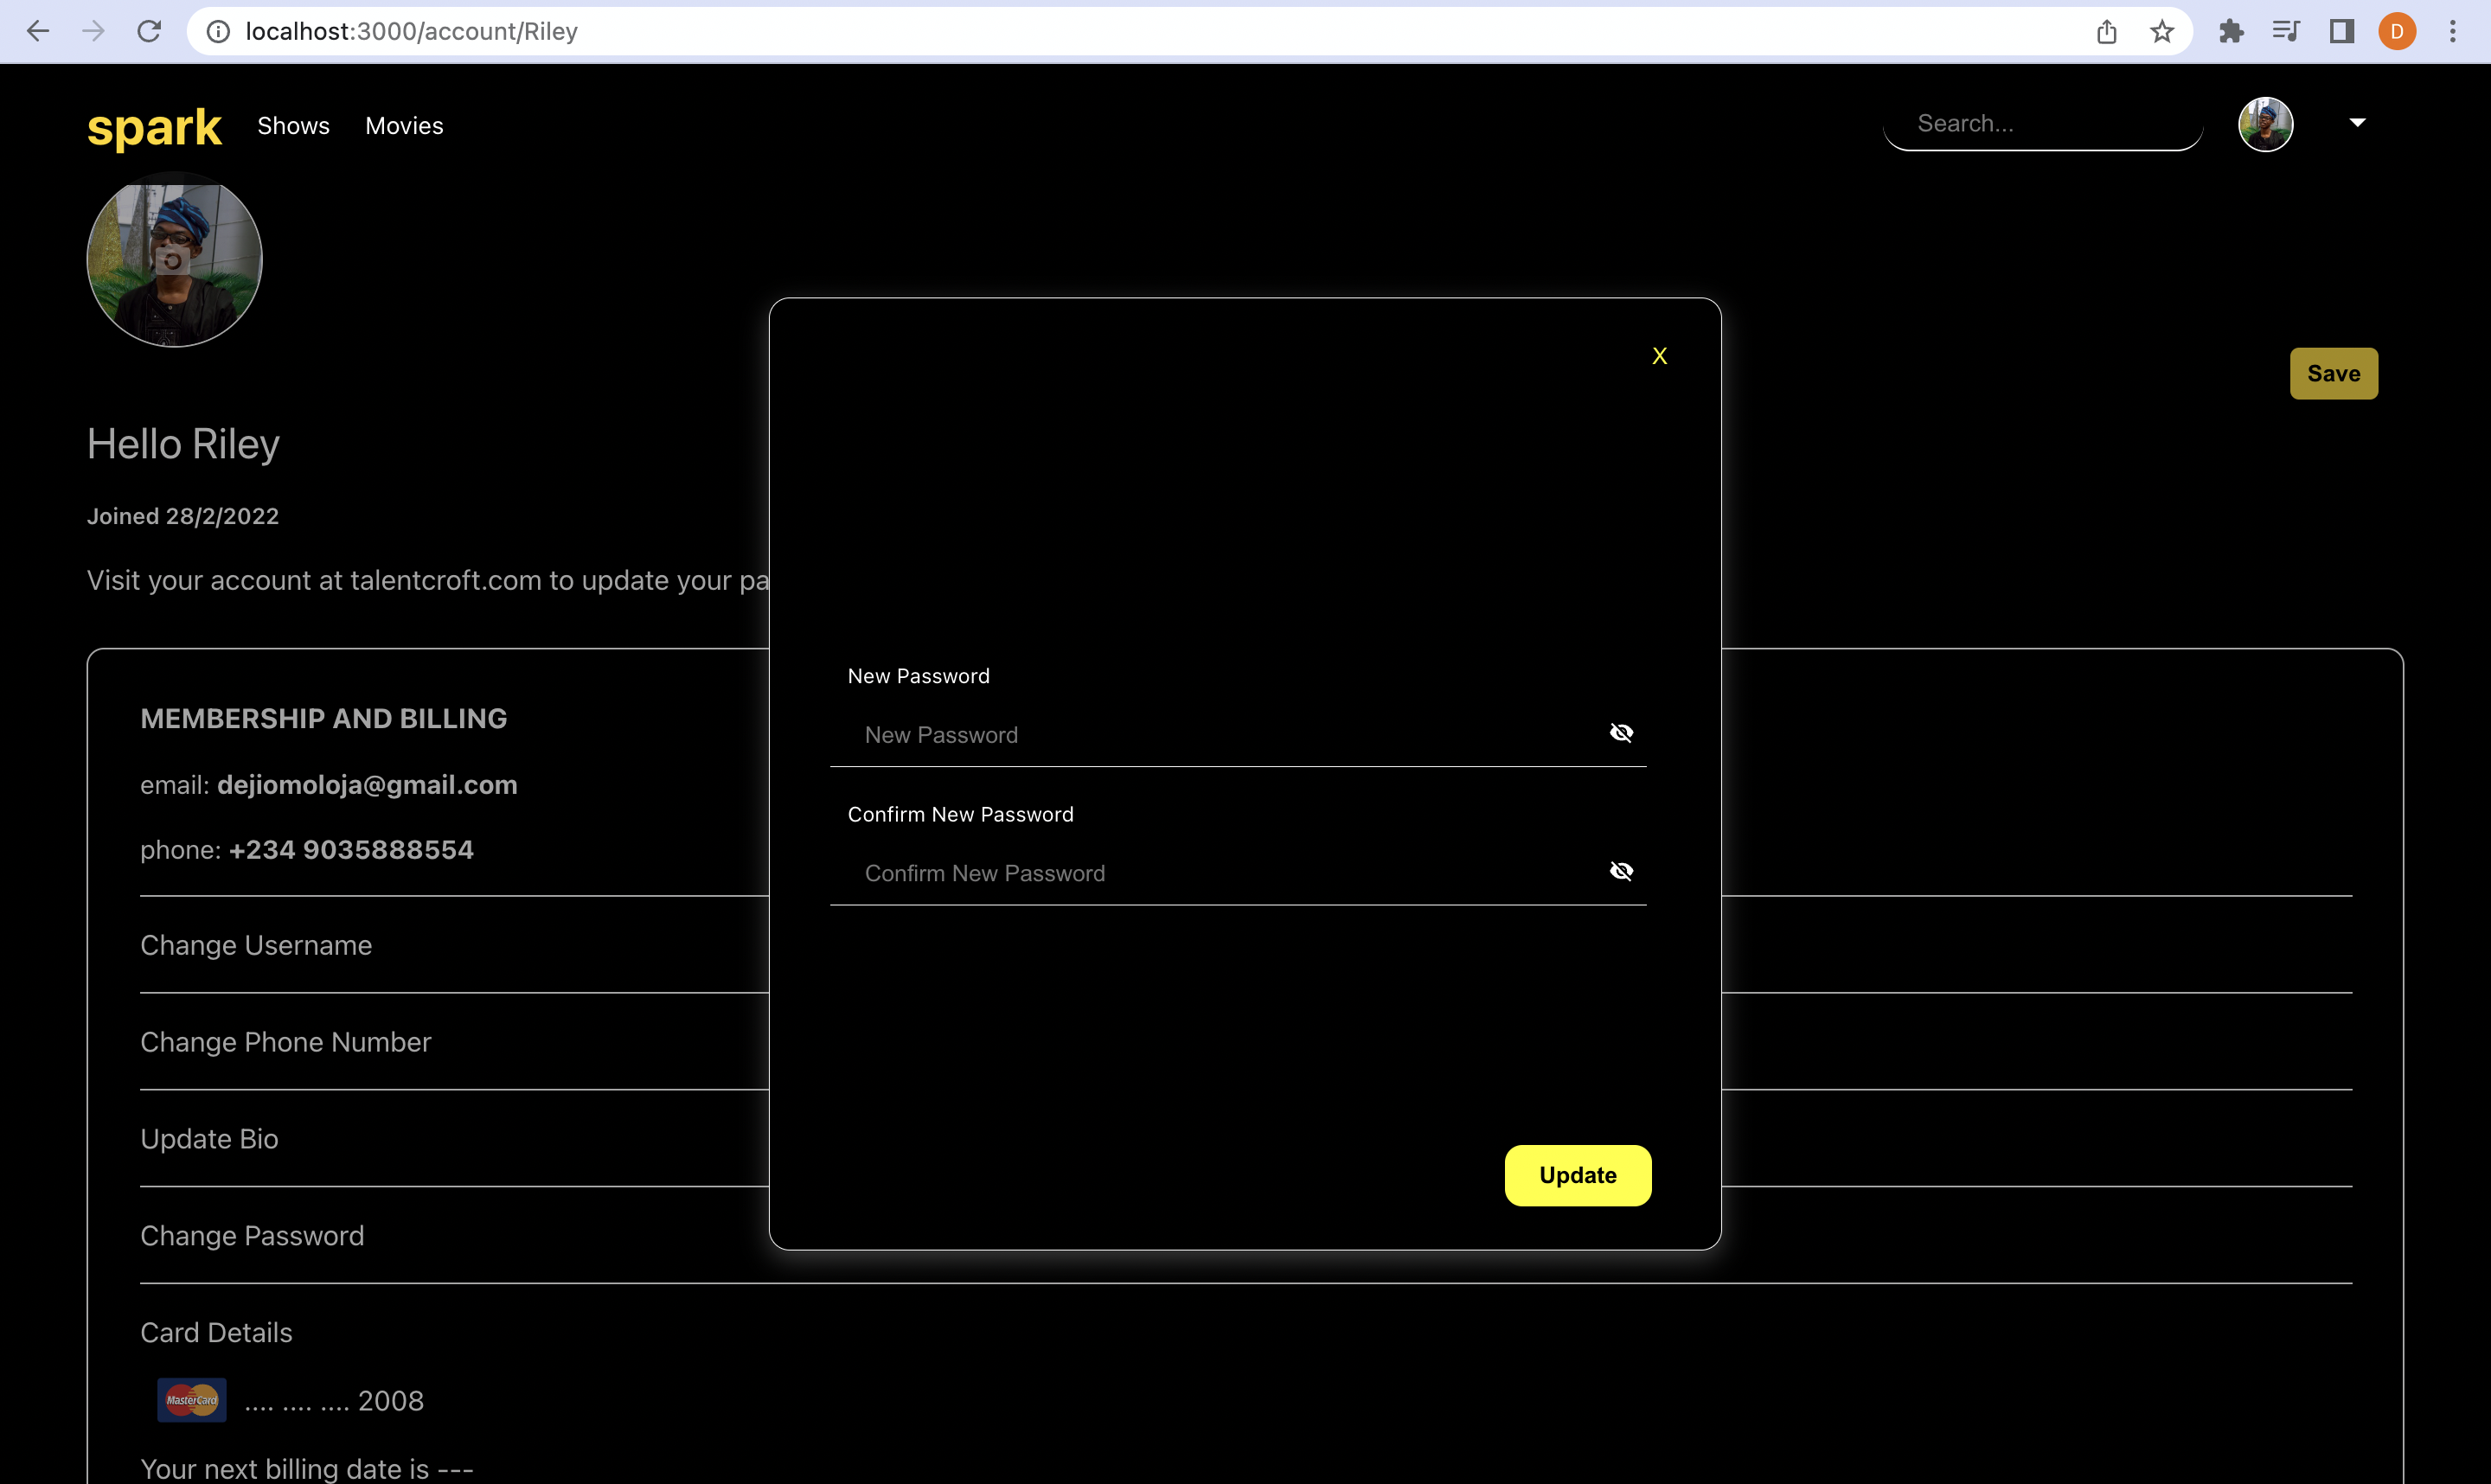 localhost:3000/account/Riley
D
spark Shows Movies Search...
X
Save
Hello Riley
Joined 28/2/2022
Visit your account at talentcroft.com to update your pa
New Password
New Password
Confirm New Password
Confirm New Password
Update
MEMBERSHIP AND BILLING
email: dejiomoloja@gmail.com
phone: +234 9035888554
Change Username
Change Phone Number
Update Bio
Change Password
Card Details
MasterCard .... .... .... 2008
Your next billing date is ---